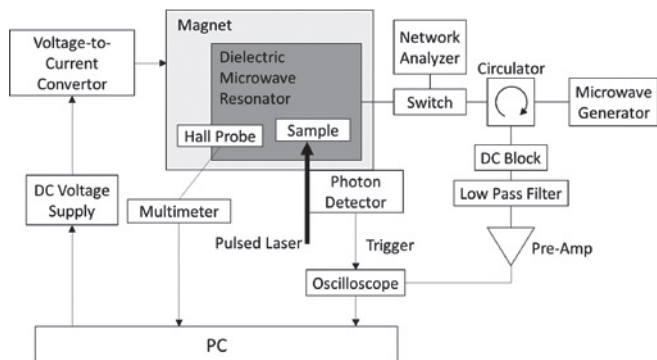 Magnet
Voltage-to-
Current
Convertor
Dielectric
Microwave
Resonator
Network
Analyzer
Circulator
Switch
Microwave
Generator
Hall Probe
Sample
DC Block
Photon
Detector
Low Pass Filter
DC Voltage
Supply
Multimeter
Pulsed Laser
Trigger
Pre-Amp
Oscilloscope
PC